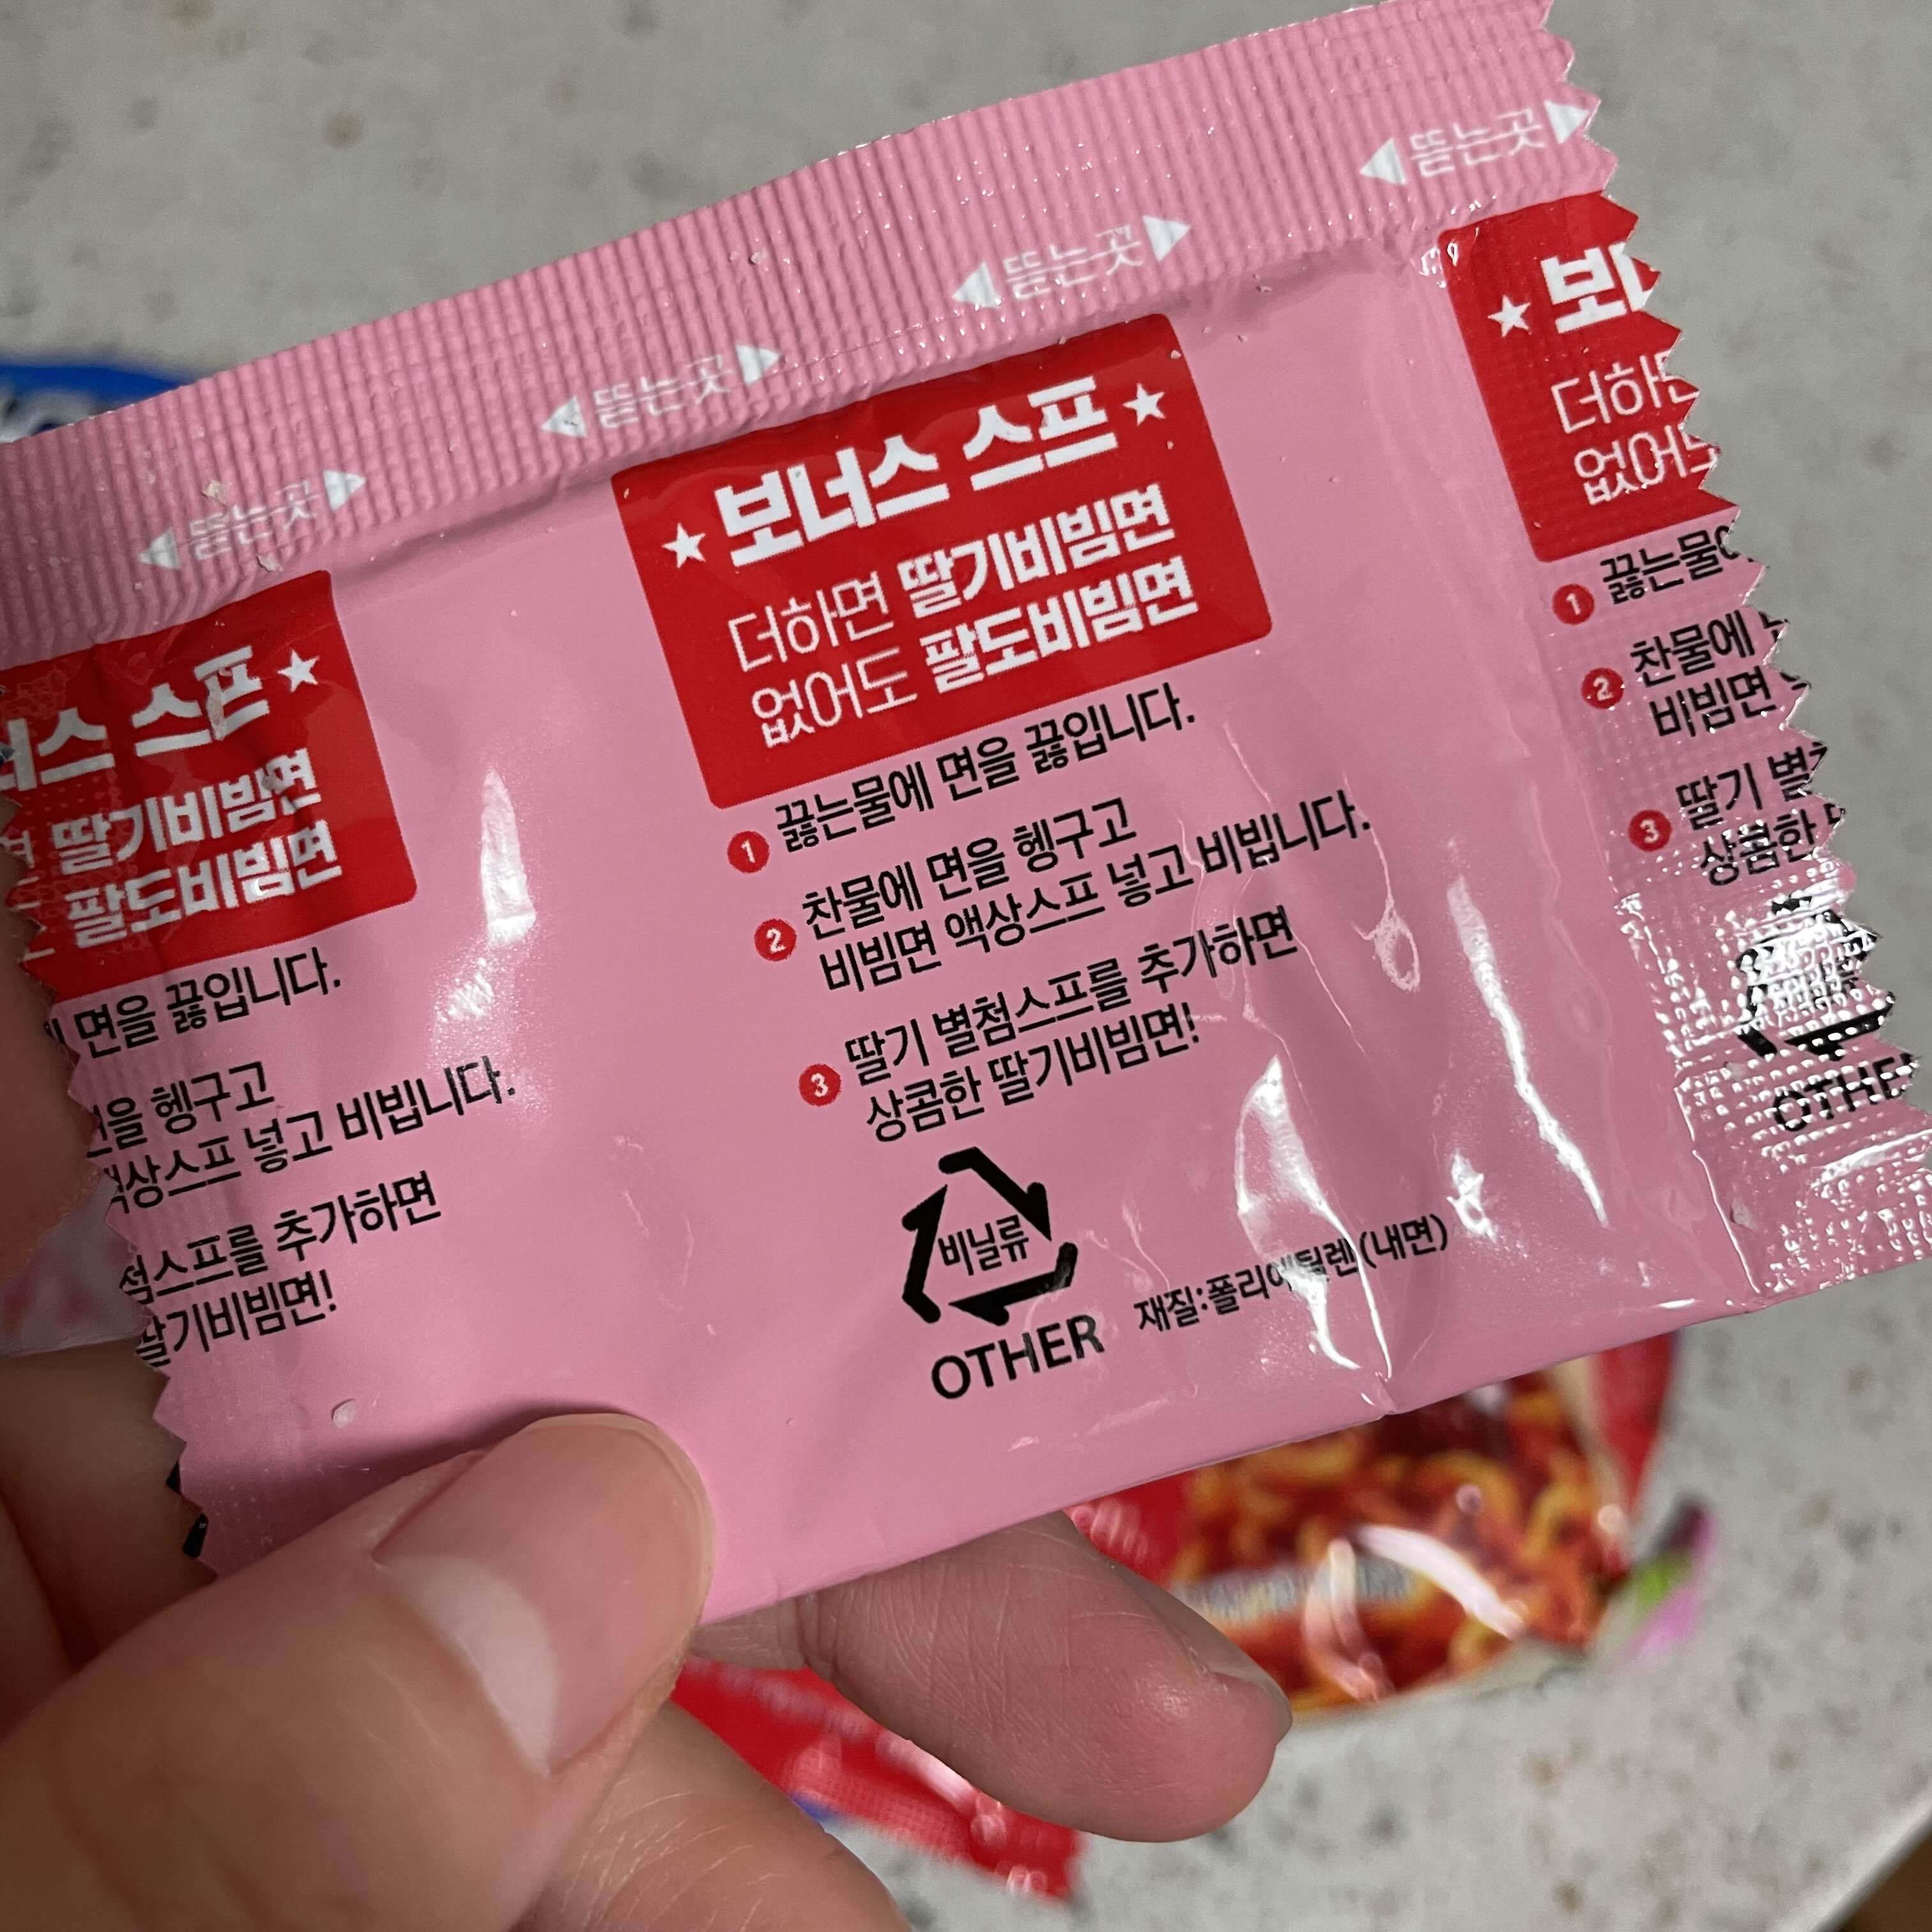 뜯는곳
뜯는곳
뜯는곳
뜯는곳
보너스 스프
더하면 딸기비빔면
없어도 팔도비빔면
1 끓는물에 면을 끓입니다.
2 찬물에 면을 헹구고
비빔면 액상스프 넣고 비빕니다.
3 딸기 별첨스프를 추가하면
상콤한 딸기비빔면!
비닐류
OTHER
재질:폴리에틸렌(내면)
스 스프
딸기비빔면
팔도비빔면
면을 끓입니다.
을 헹구고
상스프 넣고 비빕니다.
스프를 추가하면
기비빔면!
보
더하
없어
1 끓는물
2 찬물에
비빔면
3 딸기 별
상콤한
OTHE